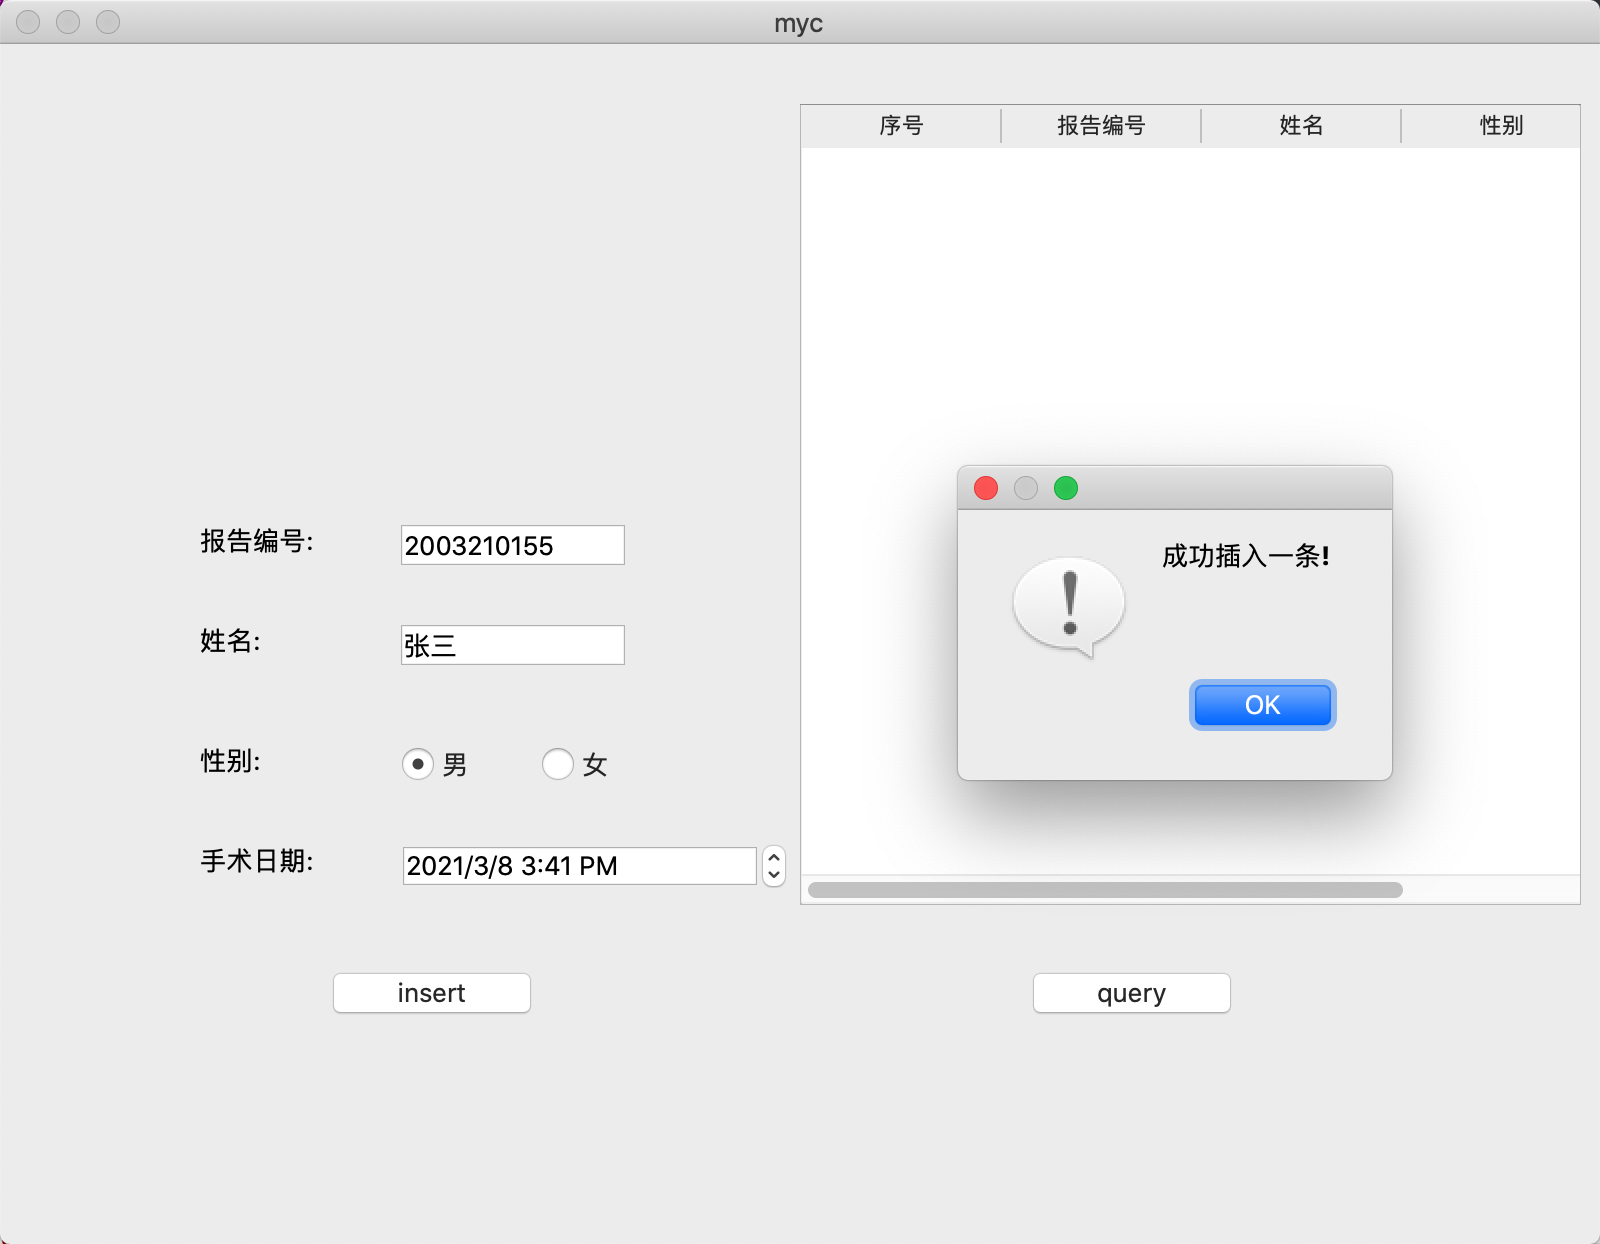 myc
序号 报告编号 姓名 性别
成功插入一条!
OK
报告编号: 2003210155
姓名: 张三
性别: 男 女
手术日期: 2021/3/8 3:41 PM
insert query